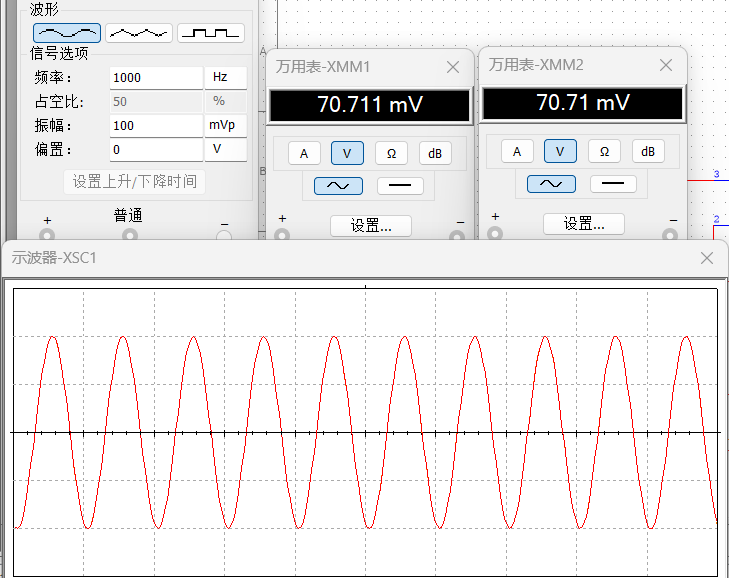 波形
信号选项
频率： 1000 Hz
占空比: 50 %
振幅： 100 mVp
偏置： 0 V
设置上升/下降时间
+ 普通 −
A
B
万用表-XMM1
70.711 mV
A V Ω dB
+ 设置... −
万用表-XMM2
70.71 mV
A V Ω dB
+ 设置... −
3
2
示波器-XSC1